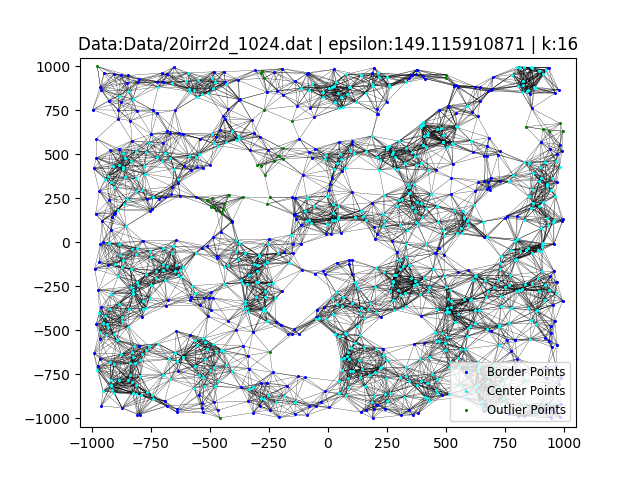 Data:Data/20irr2d_1024.dat | epsilon:149.115910871 | k:16
1000
750
500
250
0
−250
−500
−750
−1000
Border Points
Center Points
Outlier Points
−1000 −750 −500 −250 0 250 500 750 1000